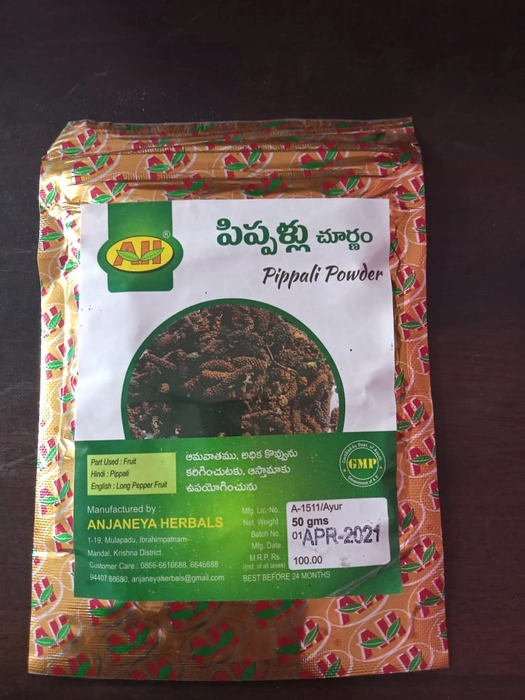 AH®
పిప్పళ్లు చూర్ణం
Pippali Powder
Part Used : Fruit
Hindi : Pippali
English : Long Pepper Fruit
ఆమవాతము, అధిక కొవ్వును
కరిగించుటకు, ఆస్తామాకు
ఉపయోగించును
GMP
Manufactured by :
ANJANEYA HERBALS
1-19, Mulapadu, Ibrahimpatnam-
Mandal, Krishna District.
Customer Care : 0866-6616688, 6646688
94407 86680, anjaneyalkerbals@gmail.com
Mfg. Lic. No. A-1511/Ayur
Net. Weight 50 gms
Batch No. 01
Mfg. Date APR-2021
M.R.P. Rs 100.00
(Incl. of all taxes)
BEST BEFORE 24 MONTHS